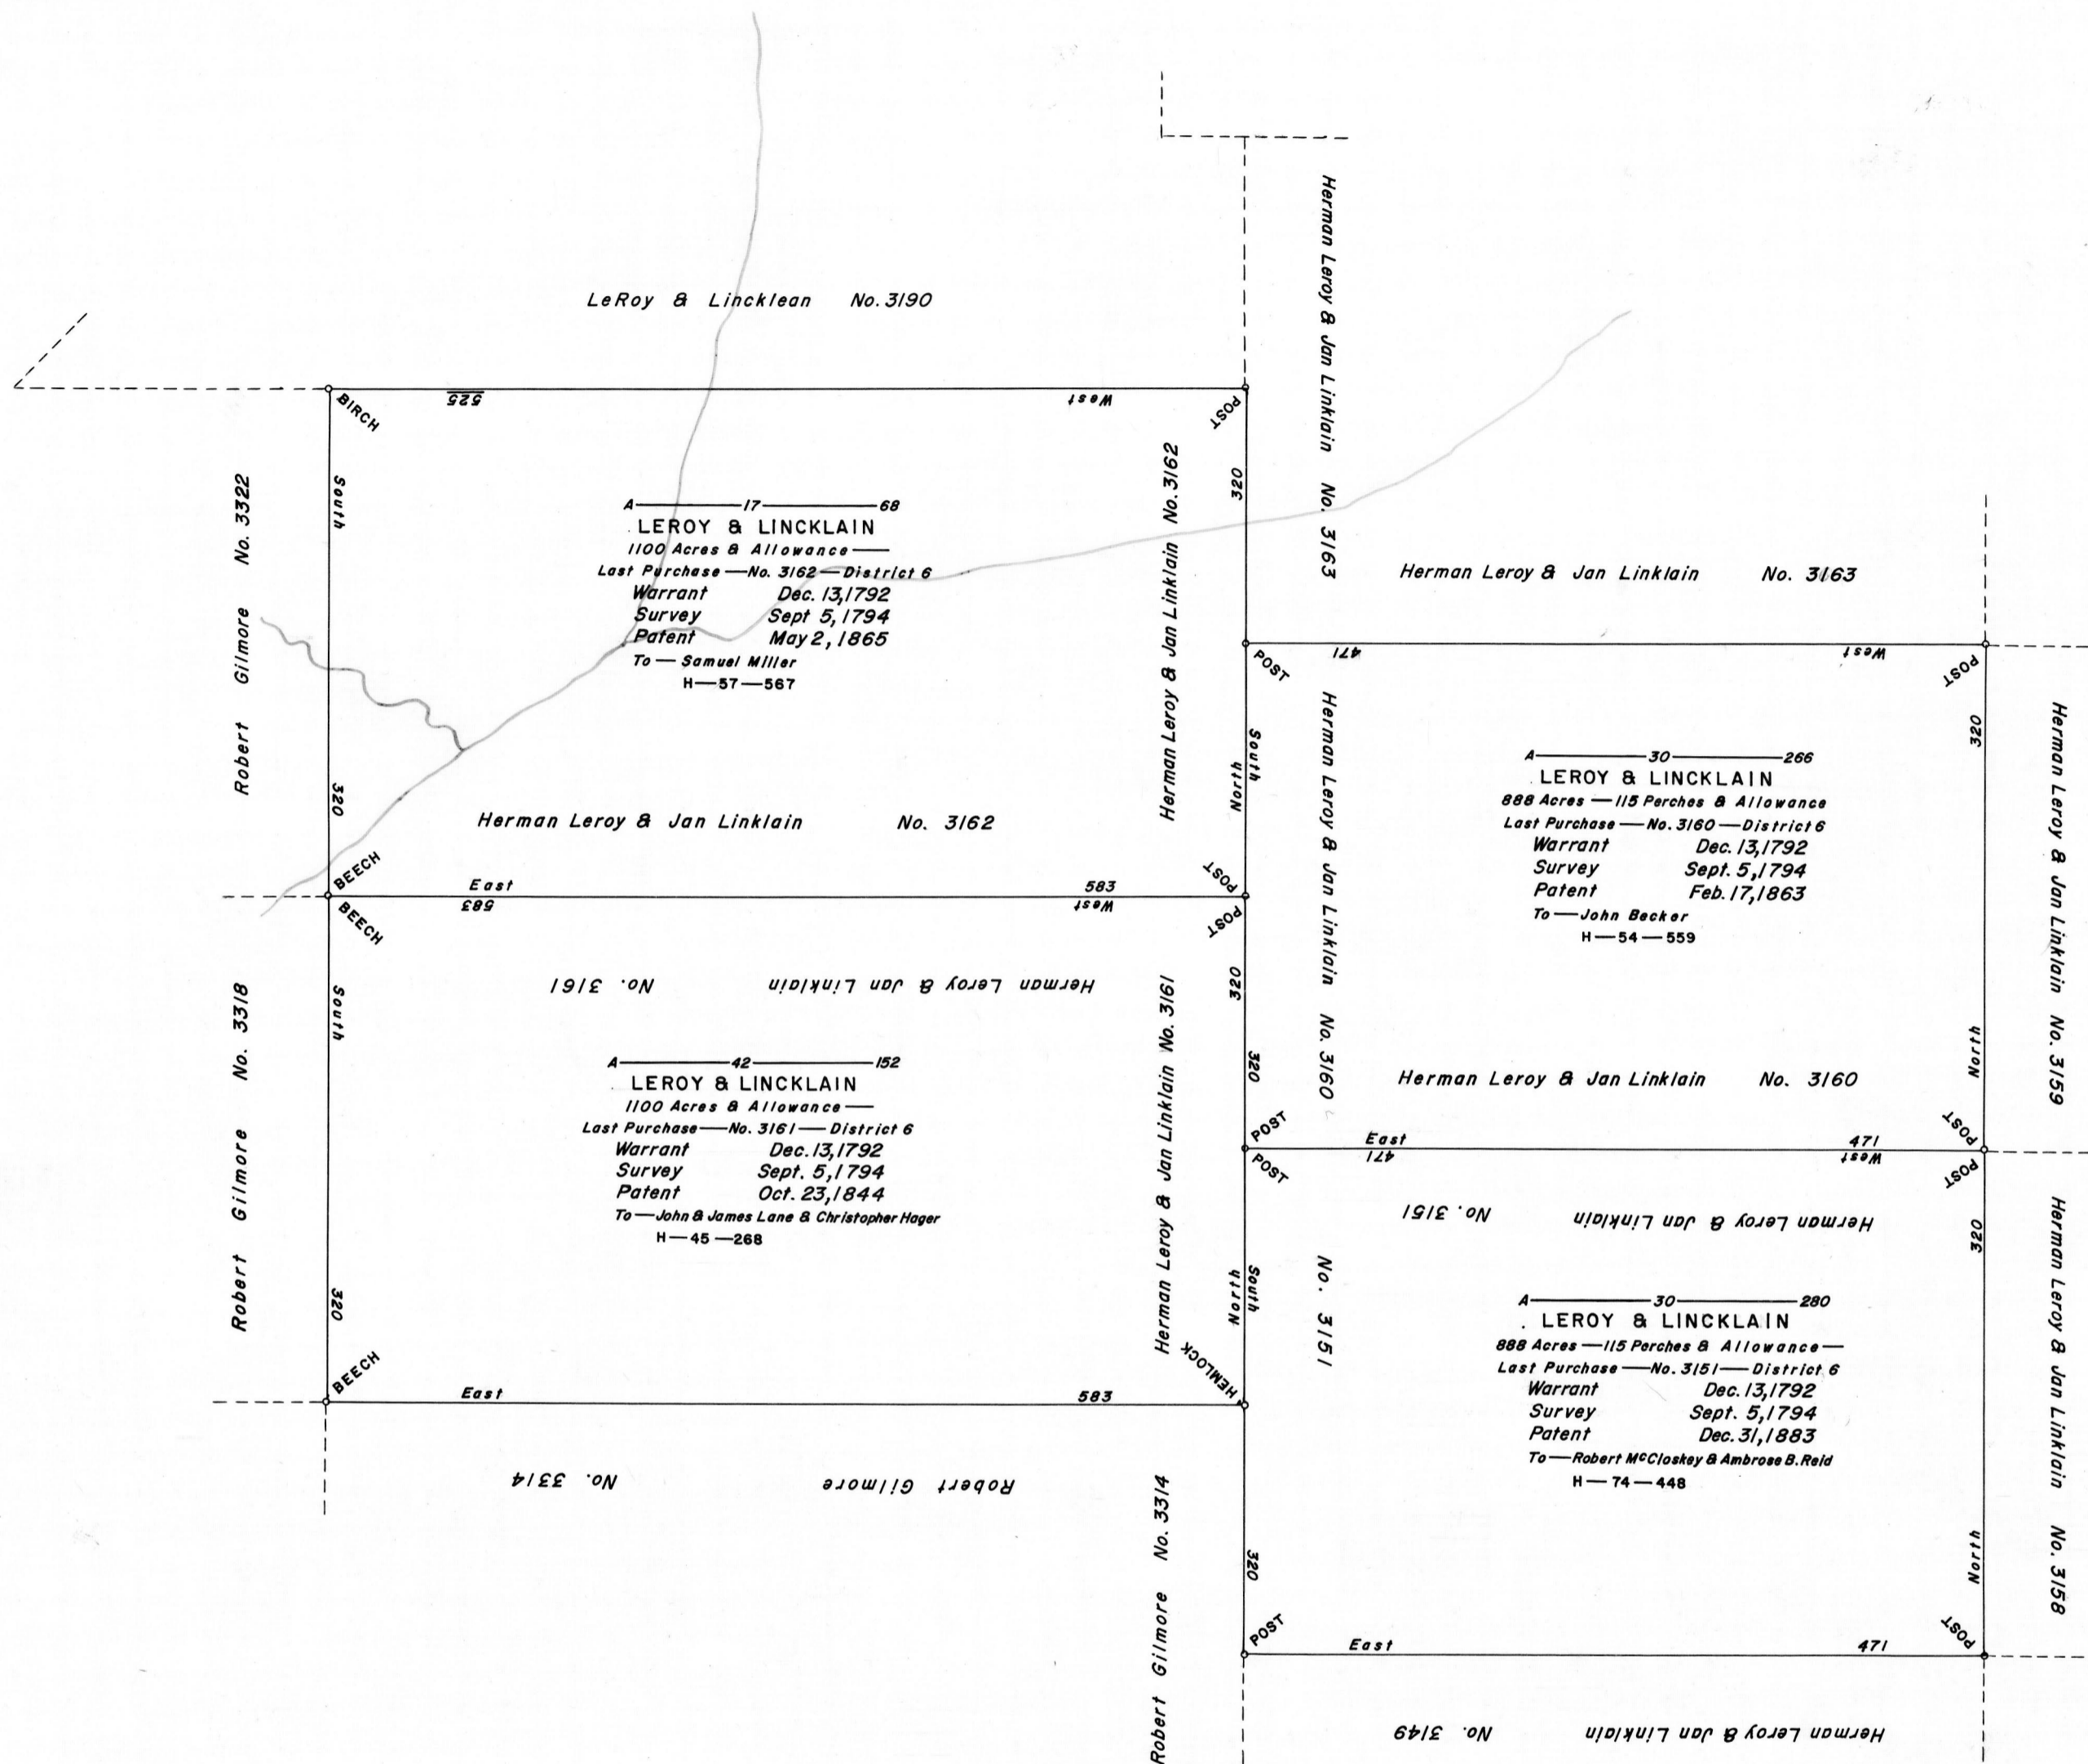 LeRoy & Lincklean No. 3190
Herman Leroy & Jan Linklain No. 3163
BIRCH
525
West
POST
South
320
Robert Gilmore No. 3322
A—17—68
LEROY & LINCKLAIN
1100 Acres & Allowance—
Last Purchase—No. 3162—District 6
Warrant Dec. 13, 1792
Survey Sept 5, 1794
Patent May 2, 1865
To—Samuel Miller
H—57—567
Herman Leroy & Jan Linklain No. 3162
Herman Leroy & Jan Linklain No. 3163
POST
471
West
POST
320
Herman Leroy & Jan Linklain No. 3162
320
South
North
BEECH
East
583
POST
Herman Leroy & Jan Linklain No. 3160
A—30—266
LEROY & LINCKLAIN
888 Acres—115 Perches & Allowance
Last Purchase—No. 3160—District 6
Warrant Dec. 13, 1792
Survey Sept. 5, 1794
Patent Feb. 17, 1863
To—John Becker
H—54—559
Herman Leroy & Jan Linklain No. 3159
BEECH
583
West
POST
South
320
Herman Leroy & Jan Linklain No. 3161
Robert Gilmore No. 3318
A—42—152
LEROY & LINCKLAIN
1100 Acres & Allowance—
Last Purchase—No. 3161—District 6
Warrant Dec. 13, 1792
Survey Sept. 5, 1794
Patent Oct. 23, 1844
To—John & James Lane & Christopher Hager
H—45—268
Herman Leroy & Jan Linklain No. 3161
320
Herman Leroy & Jan Linklain No. 3160
North
POST
East
471
POST
POST
471
West
POST
Herman Leroy & Jan Linklain No. 3151
320
South
North
No. 3151
A—30—280
LEROY & LINCKLAIN
888 Acres—115 Perches & Allowance—
Last Purchase—No. 3151—District 6
Warrant Dec. 13, 1792
Survey Sept. 5, 1794
Patent Dec. 31, 1883
To—Robert McCloskey & Ambrose B. Reid
H—74—448
Herman Leroy & Jan Linklain No. 3158
320
BEECH
East
583
HEMLOCK
Robert Gilmore No. 3314
Robert Gilmore No. 3314
320
North
POST
East
471
POST
Herman Leroy & Jan Linklain No. 3149